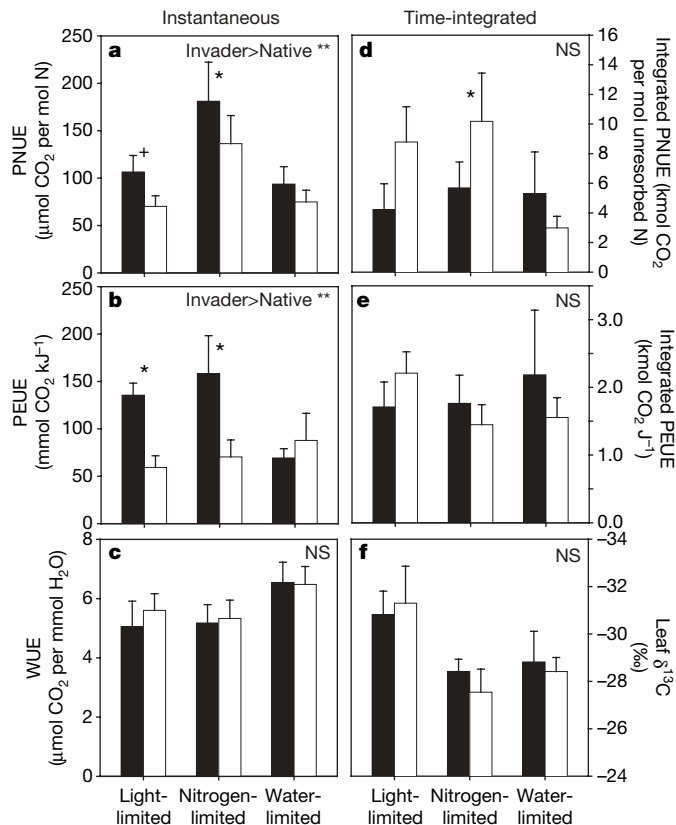 Instantaneous
Time-integrated
PNUE
(μmol CO2 per mol N)
250
200
150
100
50
0
a
Invader>Native **
+
*
d
NS
*
16
14
12
10
8
6
4
2
0
Integrated PNUE (kmol CO2
per mol unresorbed N)
PEUE
(mmol CO2 kJ–1)
250
200
150
100
50
0
b
Invader>Native **
*
*
e
NS
3.0
2.0
1.0
0.0
Integrated PEUE
(kmol CO2 J–1)
WUE
(μmol CO2 per mmol H2O)
8
6
4
2
0
c
NS
f
NS
–34
–32
–30
–28
–26
–24
Leaf δ13C
(‰)
Light-
limited
Nitrogen-
limited
Water-
limited
Light-
limited
Nitrogen-
limited
Water-
limited